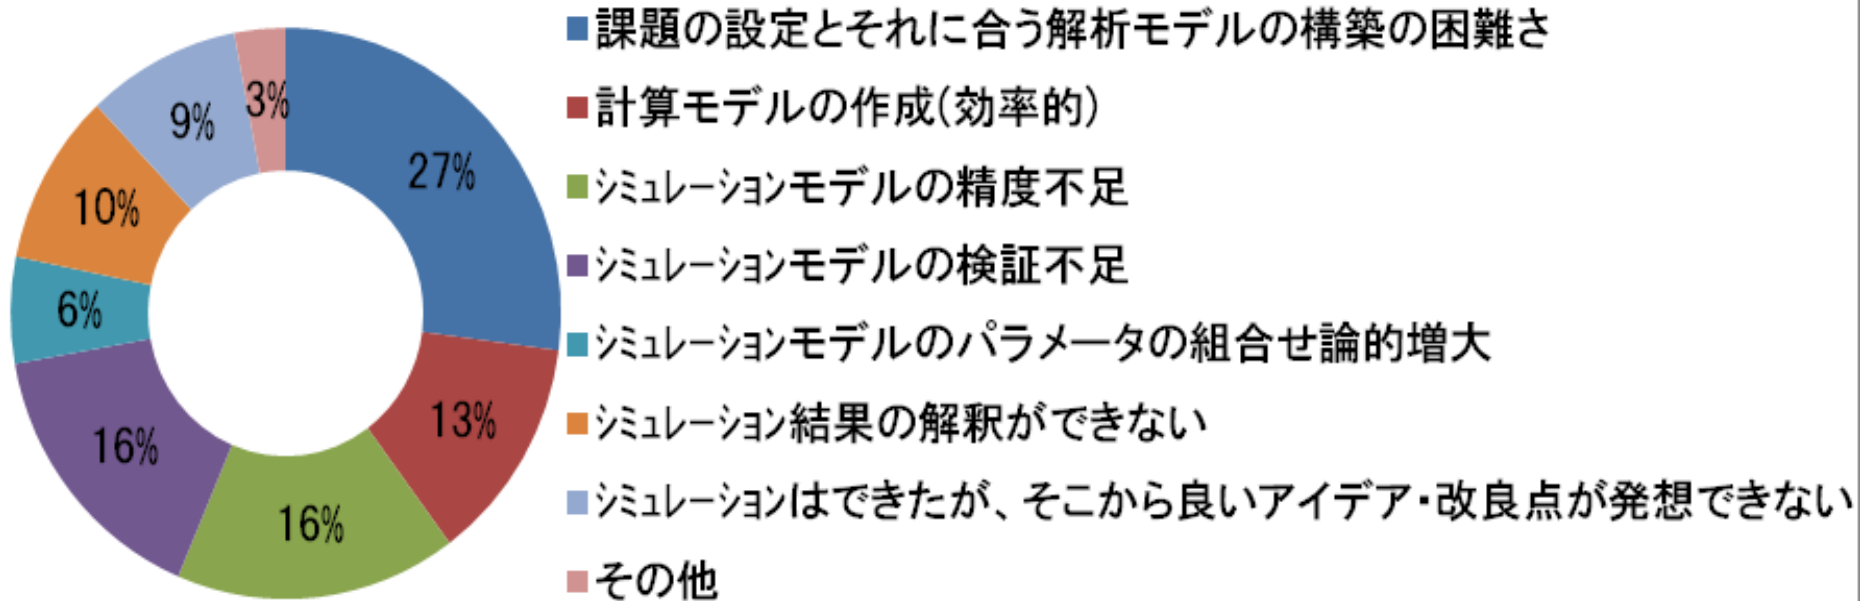 27%
13%
16%
16%
6%
10%
9%
3%
課題の設定とそれに合う解析モデルの構築の困難さ
計算モデルの作成(効率的)
ｼﾐｭﾚｰｼｮﾝモデルの精度不足
ｼﾐｭﾚｰｼｮﾝモデルの検証不足
ｼﾐｭﾚｰｼｮﾝモデルのパラメータの組合せ論的増大
ｼﾐｭﾚｰｼｮﾝ結果の解釈ができない
ｼﾐｭﾚｰｼｮﾝはできたが、そこから良いアイデア・改良点が発想できない
その他